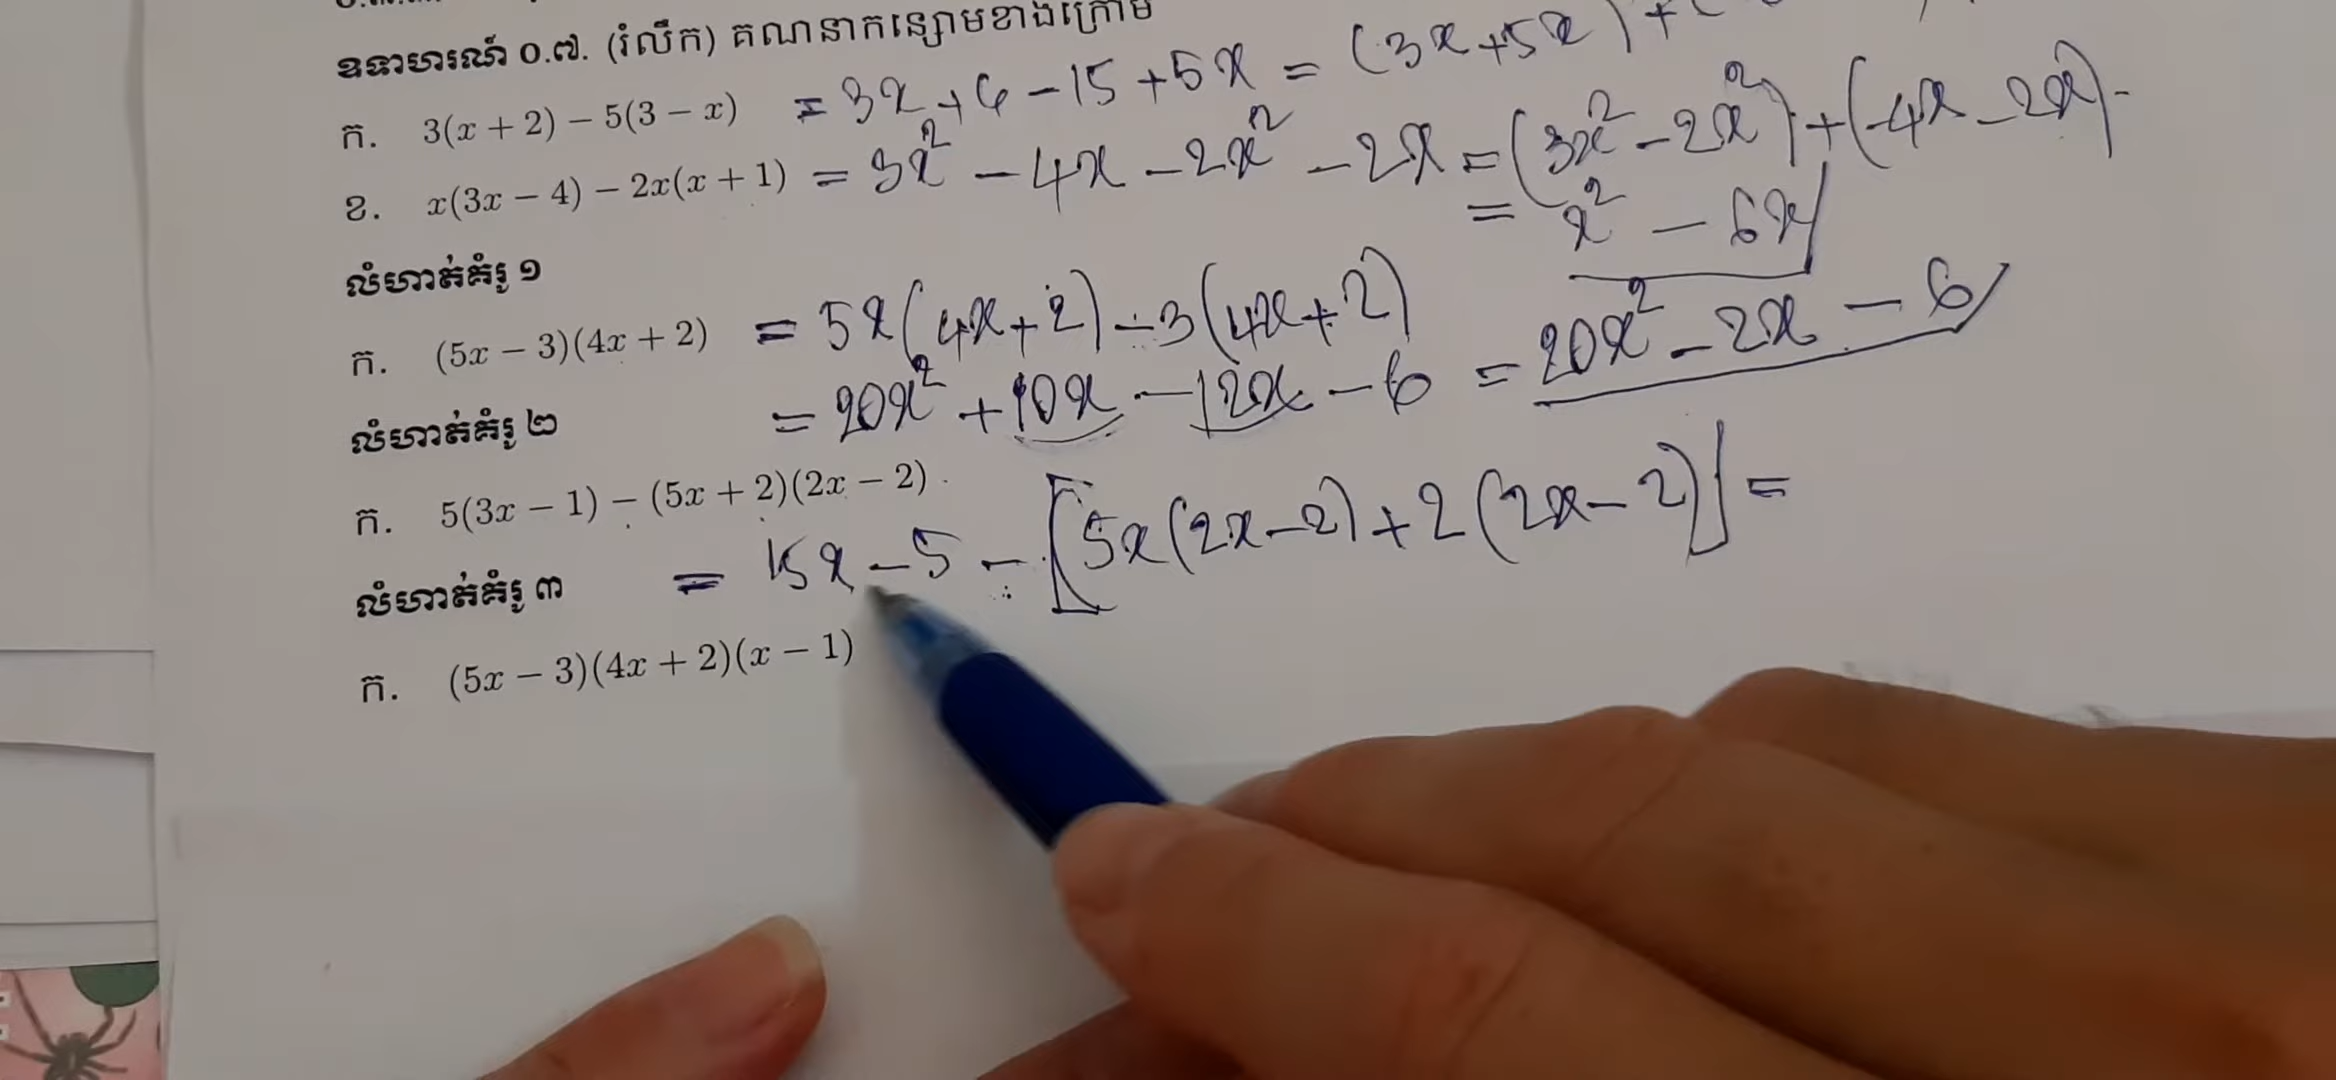 ឧទាហរណ៍ ០.៧. (រំលឹក) គណនាកន្សោមខាងក្រោម
ក. 3(x + 2) − 5(3 − x) = 3x + 6 − 15 + 5x = (3x + 5x) + (
ខ. x(3x − 4) − 2x(x + 1) = 3x² − 4x − 2x² − 2x = (3x² − 2x²) + (−4x − 2x)
= x² − 6x
លំហាត់គំរូ ១
ក. (5x − 3)(4x + 2) = 5x(4x + 2) − 3(4x + 2)
= 20x² + 10x − 12x − 6 = 20x² − 2x − 6
លំហាត់គំរូ ២
ក. 5(3x − 1) − (5x + 2)(2x − 2)
= 15x − 5 − [5x(2x − 2) + 2(2x − 2)] =
លំហាត់គំរូ ៣
ក. (5x − 3)(4x + 2)(x − 1)